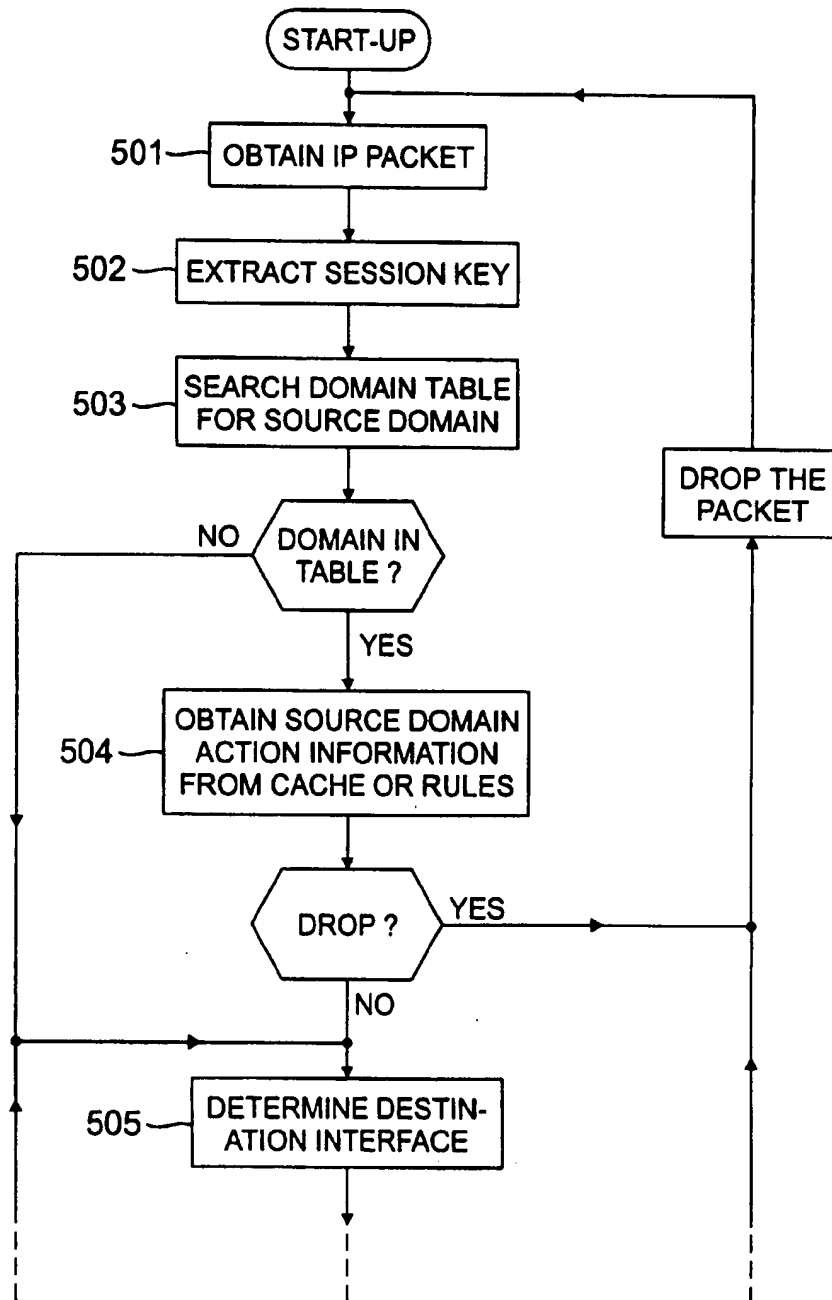 START-UP
501
OBTAIN IP PACKET
502
EXTRACT SESSION KEY
503
SEARCH DOMAIN TABLE
FOR SOURCE DOMAIN
DROP THE
PACKET
NO
DOMAIN IN
TABLE ?
YES
504
OBTAIN SOURCE DOMAIN
ACTION INFORMATION
FROM CACHE OR RULES
DROP ?
YES
NO
505
DETERMINE DESTIN-
ATION INTERFACE